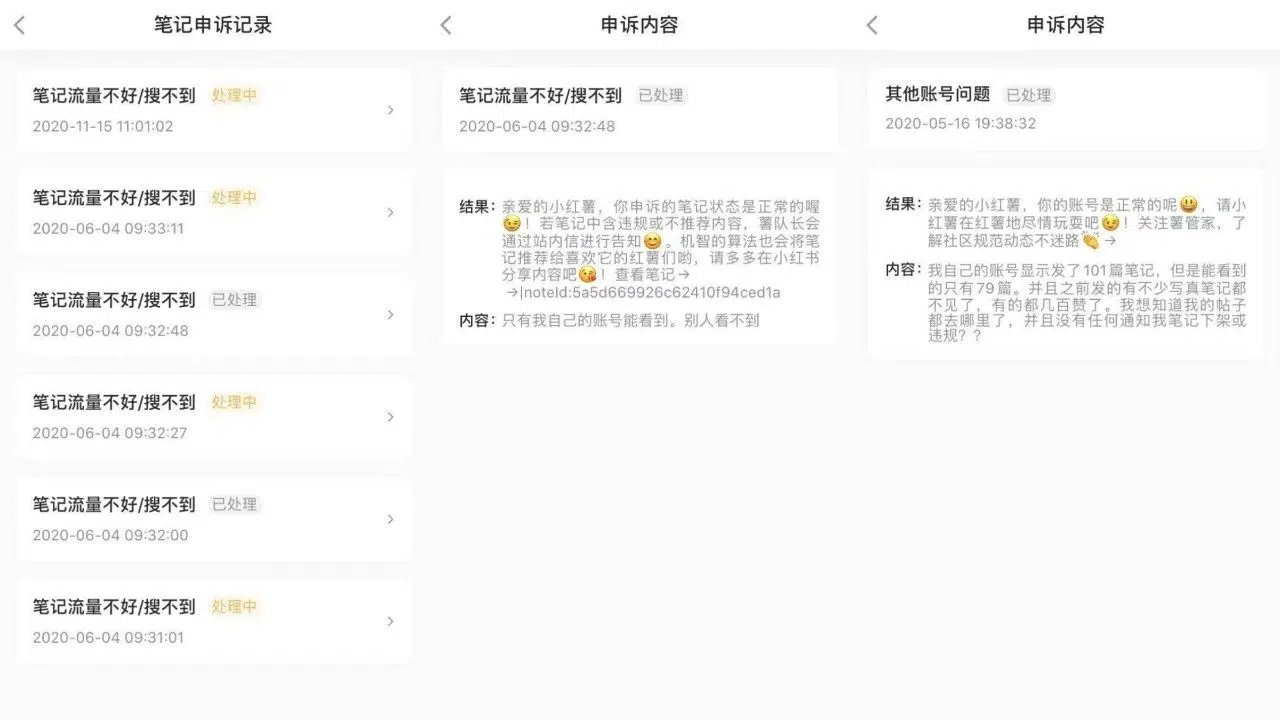 笔记申诉记录
笔记流量不好/搜不到 处理中
2020-11-15 11:01:02
笔记流量不好/搜不到 处理中
2020-06-04 09:33:11
笔记流量不好/搜不到 已处理
2020-06-04 09:32:48
笔记流量不好/搜不到 处理中
2020-06-04 09:32:27
笔记流量不好/搜不到 已处理
2020-06-04 09:32:00
笔记流量不好/搜不到 处理中
2020-06-04 09:31:01
申诉内容
笔记流量不好/搜不到 已处理
2020-06-04 09:32:48
结果：亲爱的小红薯，你申诉的笔记状态是正常的喔
😉！若笔记中含违规或不推荐内容，薯队长会
通过站内信进行告知😊。机智的算法也会将笔
记推荐给喜欢它的红薯们哟，请多多在小红书
分享内容吧😘！查看笔记→
→|noteId:5a5d669926c62410f94ced1a
内容：只有我自己的账号能看到。别人看不到
申诉内容
其他账号问题 已处理
2020-05-16 19:38:32
结果：亲爱的小红薯，你的账号是正常的呢😃，请小
红薯在红薯地尽情玩耍吧😉！关注薯管家，了
解社区规范动态不迷路👏→
内容：我自己的账号显示发了101篇笔记，但是能看到
的只有79篇。并且之前发的有不少写真笔记都
不见了，有的都几百赞了。我想知道我的帖子
都去哪里了，并且没有任何通知我笔记下架或
违规？？